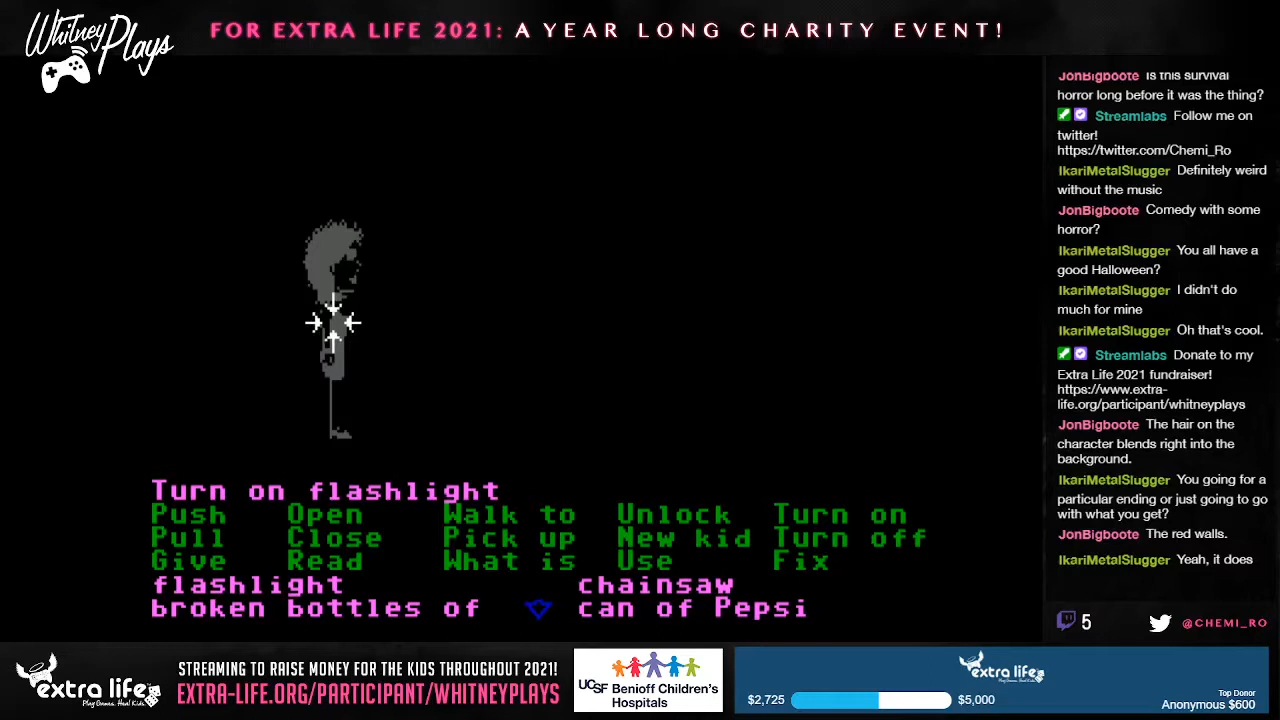 Whitney Plays
FOR EXTRA LIFE 2021: A YEAR LONG CHARITY EVENT!
JonBigboote Is this survival
horror long before it was the thing?
Streamlabs Follow me on
twitter!
https://twitter.com/Chemi_Ro
IkariMetalSlugger Definitely weird
without the music
JonBigboote Comedy with some
horror?
IkariMetalSlugger You all have a
good Halloween?
IkariMetalSlugger I didn't do
much for mine
IkariMetalSlugger Oh that's cool.
Streamlabs Donate to my
Extra Life 2021 fundraiser!
https://www.extra-
life.org/participant/whitneyplays
JonBigboote The hair on the
character blends right into the
background.
IkariMetalSlugger You going for a
particular ending or just going to go
with what you get?
JonBigboote The red walls.
IkariMetalSlugger Yeah, it does
Turn on flashlight
Push Open Walk to Unlock Turn on
Pull Close Pick up New kid Turn off
Give Read What is Use Fix
flashlight chainsaw
broken bottles of can of Pepsi
5 @CHEMI_RO
extra life
Play Games. Heal Kids.
STREAMING TO RAISE MONEY FOR THE KIDS THROUGHOUT 2021!
EXTRA-LIFE.ORG/PARTICIPANT/WHITNEYPLAYS
UCSF Benioff Children's
Hospitals
extra life
Play Games. Heal Kids.
$2,725 $5,000
Top Donor
Anonymous $600